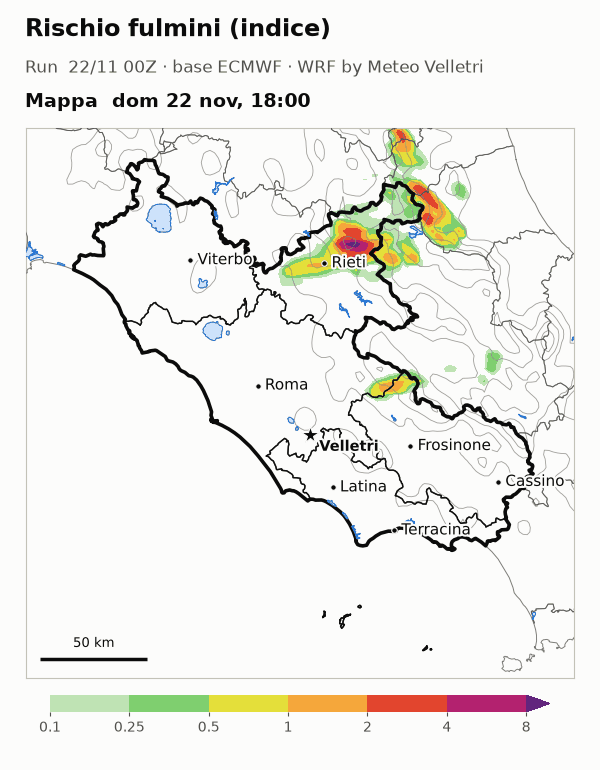 Rischio fulmini (indice)
Run  22/11 00Z · base ECMWF · WRF by Meteo Velletri
Mappa  dom 22 nov, 18:00
Viterbo
Rieti
Roma
Velletri
Frosinone
Latina
Cassino
Terracina
50 km
0.1 0.25 0.5 1 2 4 8